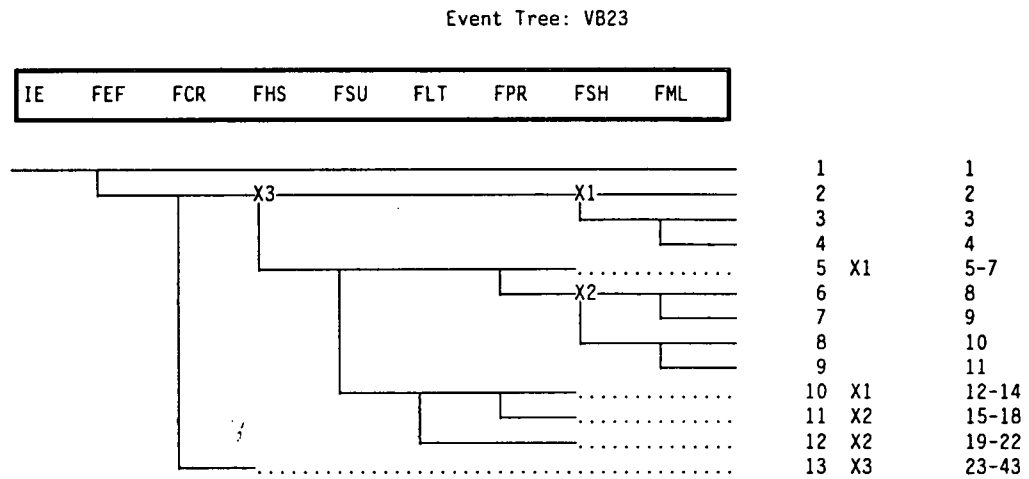 Event Tree: VB23
IE FEF FCR FHS FSU FLT FPR FSH FML
1 1
X3 X1 2 2
3 3
4 4
5 X1 5-7
X2 6 8
7 9
8 10
9 11
10 X1 12-14
11 X2 15-18
12 X2 19-22
13 X3 23-43